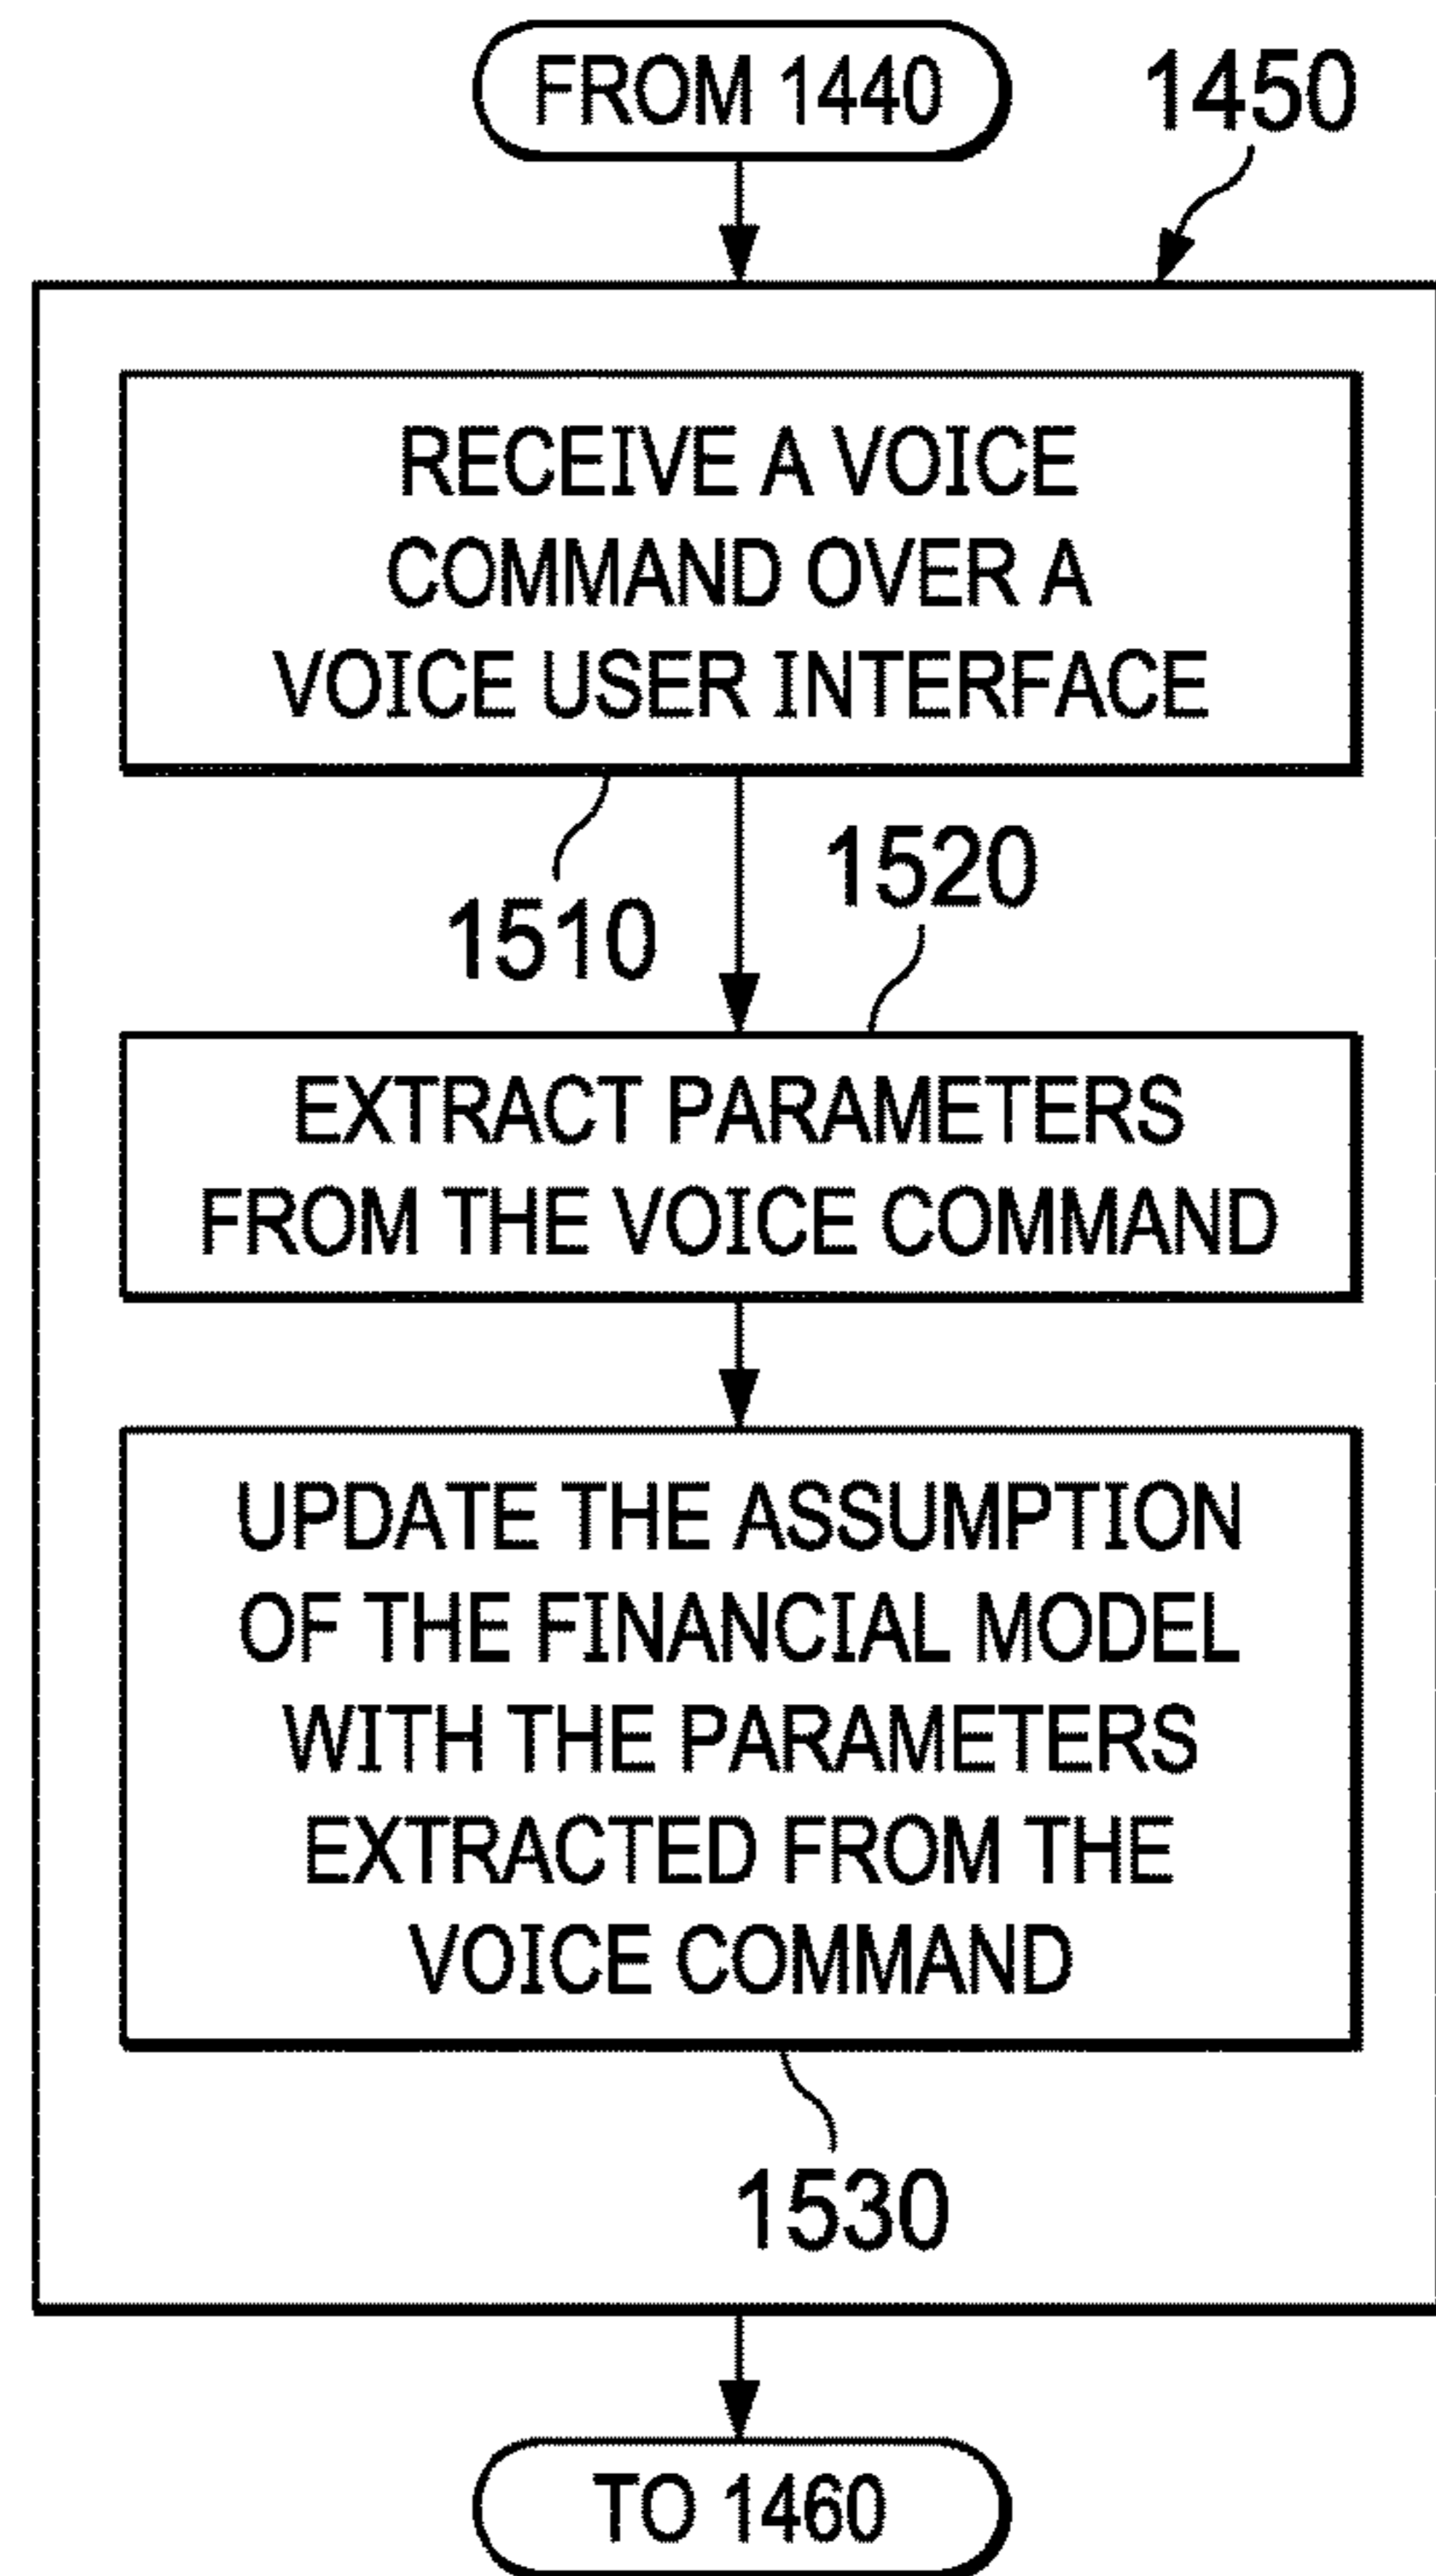 FROM 1440
1450
RECEIVE A VOICE
COMMAND OVER A
VOICE USER INTERFACE
1510
1520
EXTRACT PARAMETERS
FROM THE VOICE COMMAND
UPDATE THE ASSUMPTION
OF THE FINANCIAL MODEL
WITH THE PARAMETERS
EXTRACTED FROM THE
VOICE COMMAND
1530
TO 1460